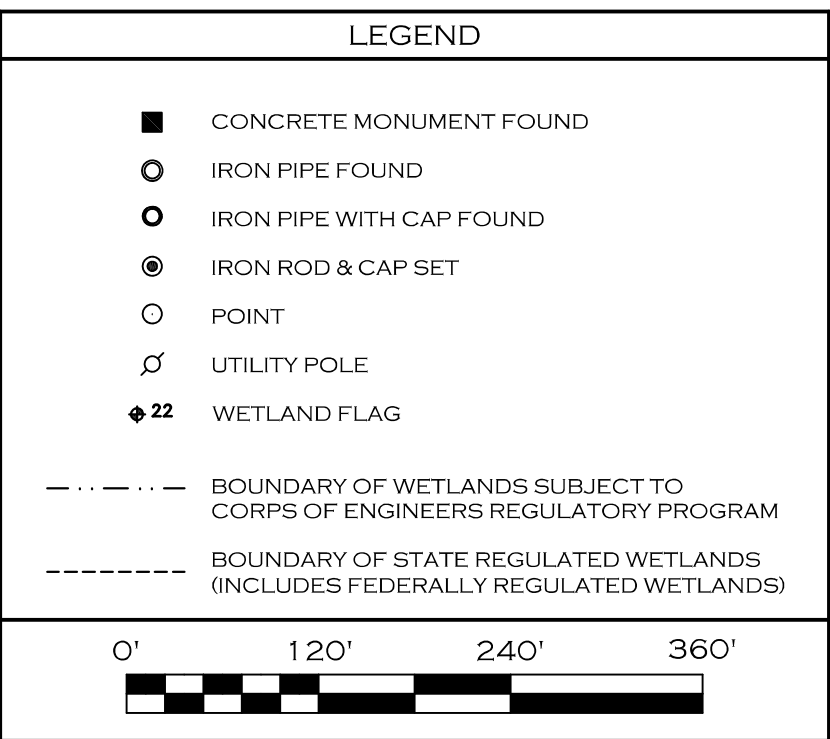 LEGEND
CONCRETE MONUMENT FOUND
IRON PIPE FOUND
IRON PIPE WITH CAP FOUND
IRON ROD & CAP SET
POINT
UTILITY POLE
22 WETLAND FLAG
BOUNDARY OF WETLANDS SUBJECT TO
CORPS OF ENGINEERS REGULATORY PROGRAM
BOUNDARY OF STATE REGULATED WETLANDS
(INCLUDES FEDERALLY REGULATED WETLANDS)
0' 120' 240' 360'